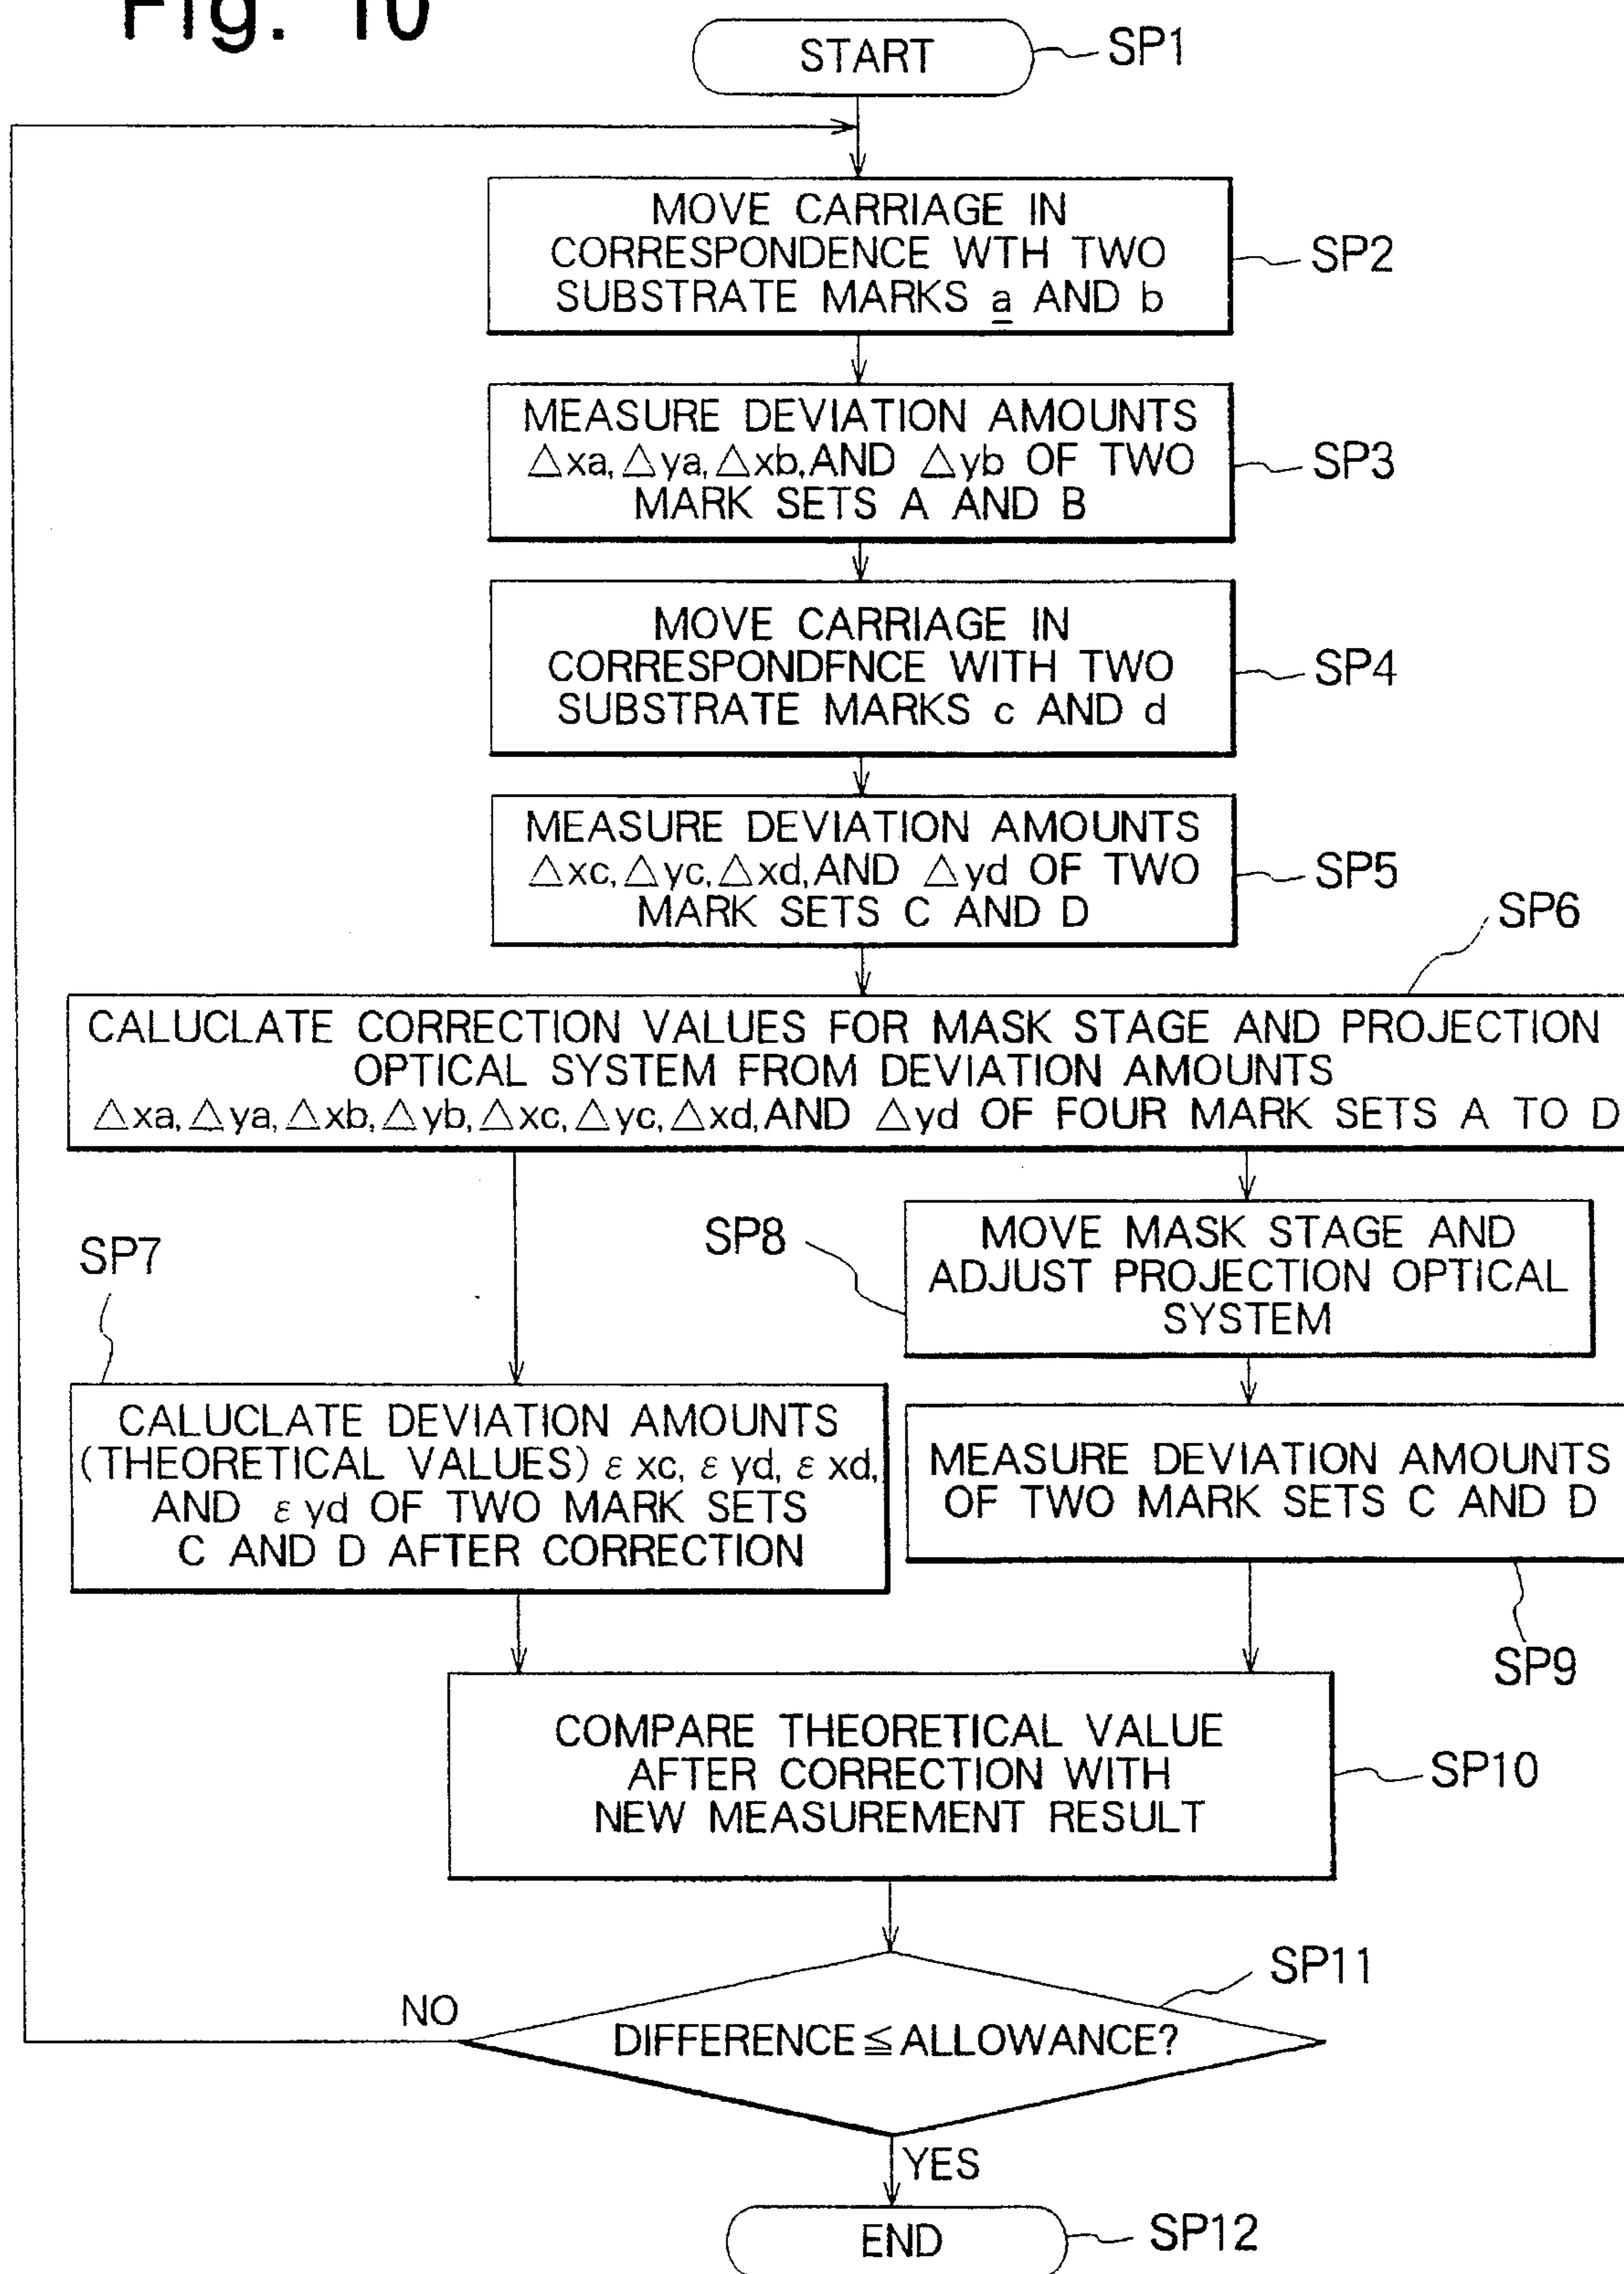 Fig. 10
START
SP1
MOVE CARRIAGE IN
CORRESPONDENCE WTH TWO
SUBSTRATE MARKS a AND b
SP2
MEASURE DEVIATION AMOUNTS
△xa, △ya, △xb, AND △yb OF TWO
MARK SETS A AND B
SP3
MOVE CARRIAGE IN
CORRESPONDFNCE WITH TWO
SUBSTRATE MARKS c AND d
SP4
MEASURE DEVIATION AMOUNTS
△xc, △yc, △xd, AND △yd OF TWO
MARK SETS C AND D
SP5
SP6
CALUCLATE CORRECTION VALUES FOR MASK STAGE AND PROJECTION
OPTICAL SYSTEM FROM DEVIATION AMOUNTS
△xa, △ya, △xb, △yb, △xc, △yc, △xd, AND △yd OF FOUR MARK SETS A TO D
SP8
MOVE MASK STAGE AND
ADJUST PROJECTION OPTICAL
SYSTEM
SP7
CALUCLATE DEVIATION AMOUNTS
(THEORETICAL VALUES) ε xc, ε yd, ε xd,
AND ε yd OF TWO MARK SETS
C AND D AFTER CORRECTION
MEASURE DEVIATION AMOUNTS
OF TWO MARK SETS C AND D
SP9
COMPARE THEORETICAL VALUE
AFTER CORRECTION WITH
NEW MEASUREMENT RESULT
SP10
SP11
NO
DIFFERENCE ≦ ALLOWANCE?
YES
END
SP12